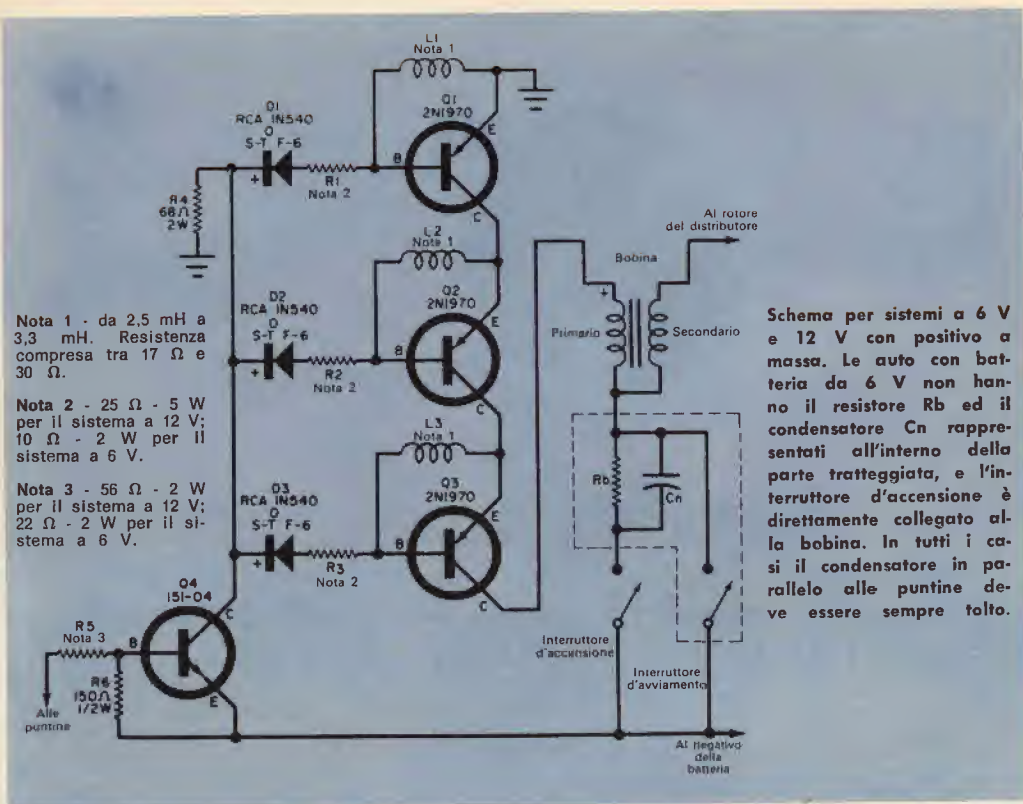 L1
Nota 1
Q1
2N1970
E
B
C
D1
RCA IN540
O
S-T F-6
+
R1
Nota 2
R4
68Ω
2W
L2
Nota 1
Q2
2N1970
E
B
C
D2
RCA IN540
O
S-T F-6
+
R2
Nota 2
L3
Nota 1
Q3
2N1970
E
B
C
D3
RCA IN540
O
S-T F-6
+
R3
Nota 2
Q4
151-04
C
B
E
R5
Nota 3
R6
150Ω
1/2W
Alle
puntine
Al rotore
del distributore
Bobina
+
Primario
Secondario
Rb
Cn
Interruttore
d'accensione
Interruttore
d'avviamento
Al negativo
della
batteria
Nota 1 - da 2,5 mH a
3,3 mH. Resistenza
compresa tra 17 Ω e
30 Ω.
Nota 2 - 25 Ω - 5 W
per il sistema a 12 V;
10 Ω - 2 W per il
sistema a 6 V.
Nota 3 - 56 Ω - 2 W
per il sistema a 12 V;
22 Ω - 2 W per il si-
stema a 6 V.
Schema per sistemi a 6 V
e 12 V con positivo a
massa. Le auto con bat-
teria da 6 V non han-
no il resistore Rb ed il
condensatore Cn rappre-
sentati all'interno della
parte tratteggiata, e l'in-
terruttore d'accensione è
direttamente collegato al-
la bobina. In tutti i ca-
si il condensatore in pa-
rallelo alle puntine de-
ve essere sempre tolto.